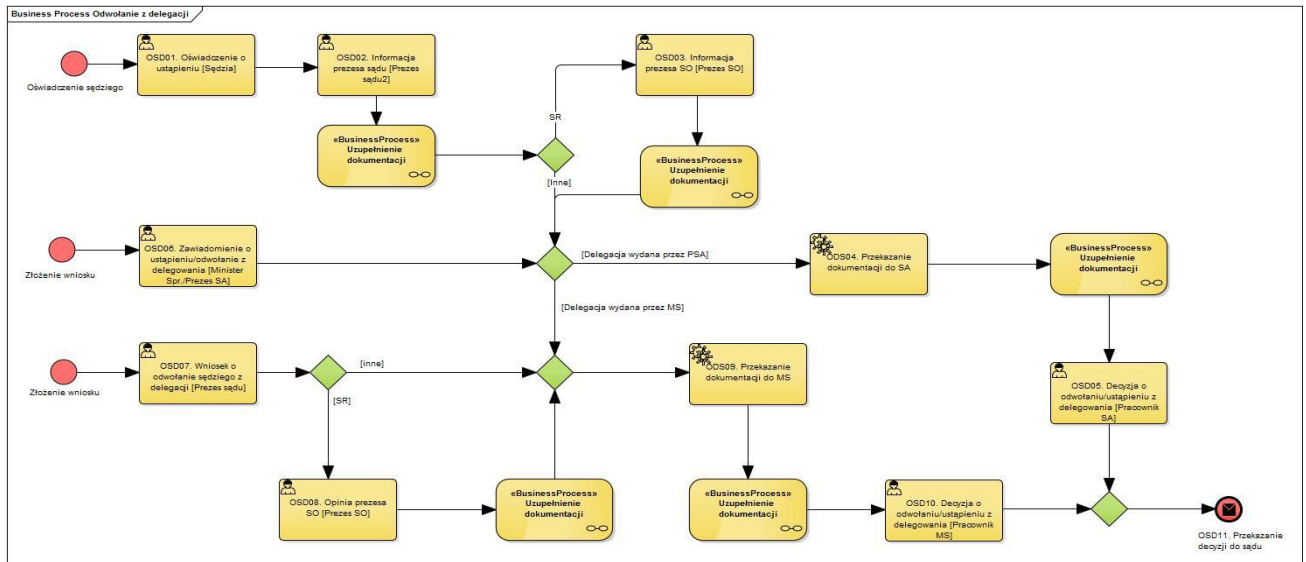 Business Process Odwołanie z delegacji
Oświadczenie sędziego
OSD01. Oświadczenie o
ustąpieniu [Sędzia]
OSD02. Informacja
prezesa sądu [Prezes
sądu2]
OSD03. Informacja
prezesa SO [Prezes SO]
«BusinessProcess»
Uzupełnienie
dokumentacji
SR
[Inne]
«BusinessProcess»
Uzupełnienie
dokumentacji
Złożenie wniosku
OSD06. Zawiadomienie o
ustąpieniu/odwołanie z
delegowania [Minister
Spr./Prezes SA]
[Delegacja wydana przez PSA]
ODS04. Przekazanie
dokumentacji do SA
«BusinessProcess»
Uzupełnienie
dokumentacji
[Delegacja wydana przez MS]
Złożenie wniosku
OSD07. Wniosek o
odwołanie sędziego z
delegacji [Prezes sądu]
[inne]
[SR]
ODS09. Przekazanie
dokumentacji do MS
OSD05. Decyzja o
odwołaniu/ustąpieniu z
delegowania [Pracownik
SA]
OSD08. Opinia prezesa
SO [Prezes SO]
«BusinessProcess»
Uzupełnienie
dokumentacji
«BusinessProcess»
Uzupełnienie
dokumentacji
OSD10. Decyzja o
odwołaniu/ustąpieniu z
delegowania [Pracownik
MS]
OSD11. Przekazanie
decyzji do sądu